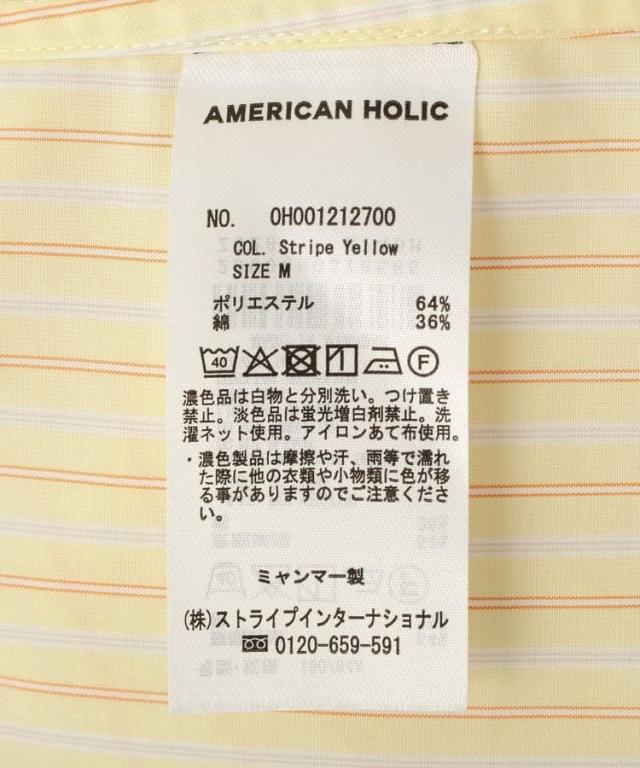 AMERICAN HOLIC
NO. 0H001212700
COL. Stripe Yellow
SIZE M
ポリエステル 64%
綿 36%
40 F
濃色品は白物と分別洗い。つけ置き
禁止。淡色品は蛍光増白剤禁止。洗
濯ネット使用。アイロンあて布使用。
・濃色製品は摩擦や汗、雨等で濡れ
た際に他の衣類や小物類に色が移
る事がありますのでご注意くださ
い。
ミャンマー製
(株)ストライプインターナショナル
0120-659-591